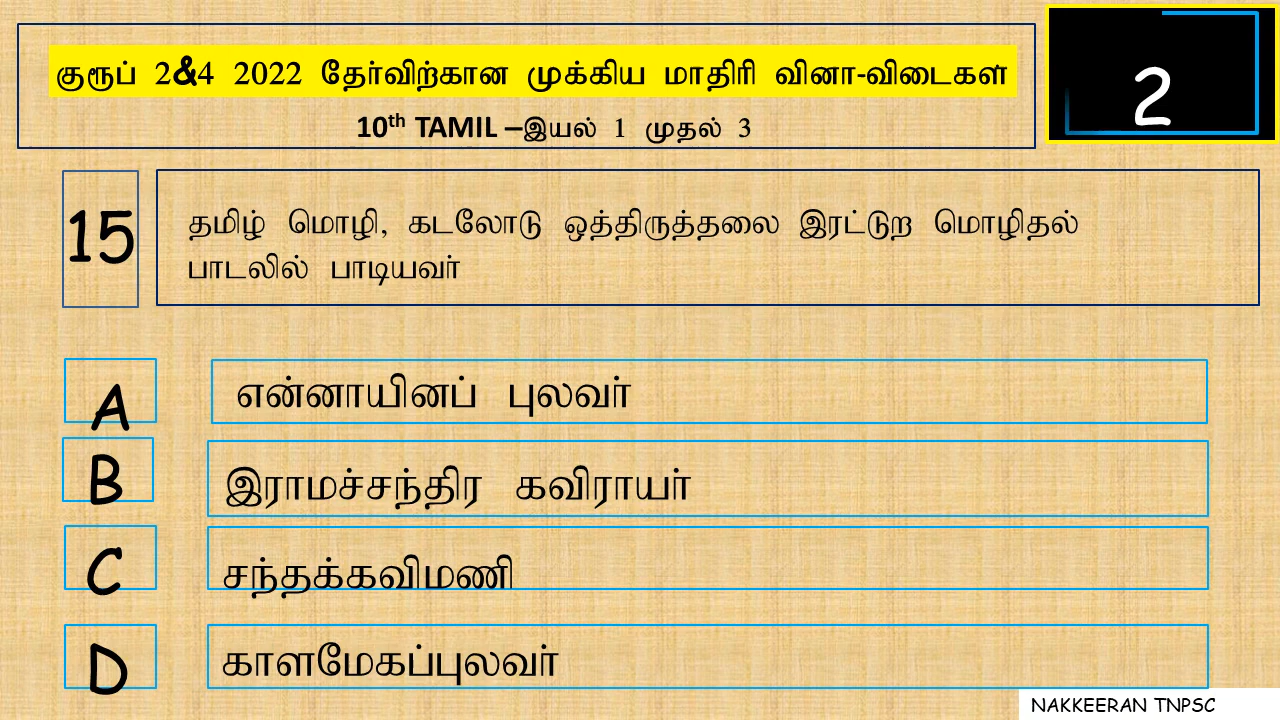 குரூப் 2&4 2022 தேர்விற்கான முக்கிய மாதிரி வினா-விடைகள்
2
10th TAMIL –இயல் 1 முதல் 3
15
தமிழ் மொழி, கடலோடு ஒத்திருத்தலை இரட்டுற மொழிதல்
பாடலில் பாடியவர்
A
என்னாயினப் புலவர்
B
இராமச்சந்திர கவிராயர்
C
சந்தக்கவிமணி
D
காளமேகப்புலவர்
NAKKEERAN TNPSC